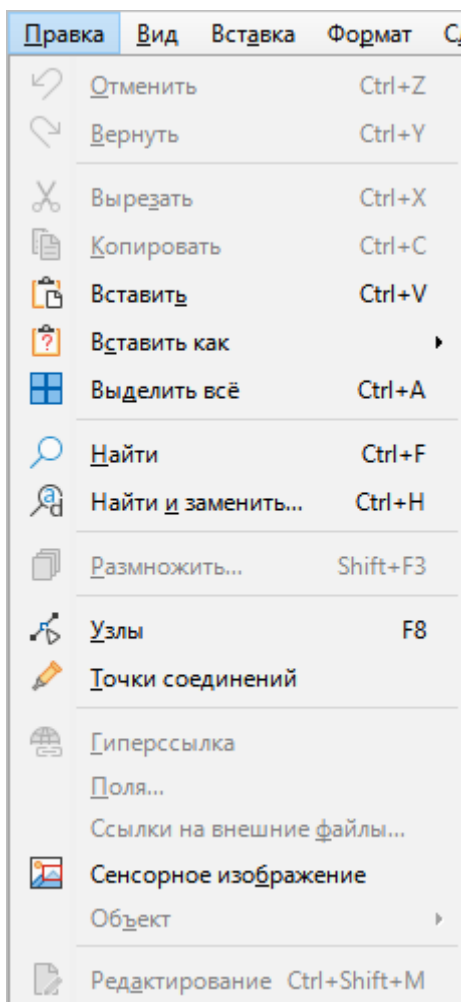 Правка Вид Вставка Формат
Отменить Ctrl+Z
Вернуть Ctrl+Y
Вырезать Ctrl+X
Копировать Ctrl+C
Вставить Ctrl+V
Вставить как
Выделить всё Ctrl+A
Найти Ctrl+F
Найти и заменить... Ctrl+H
Размножить... Shift+F3
Узлы F8
Точки соединений
Гиперссылка
Поля...
Ссылки на внешние файлы...
Сенсорное изображение
Объект
Редактирование Ctrl+Shift+M